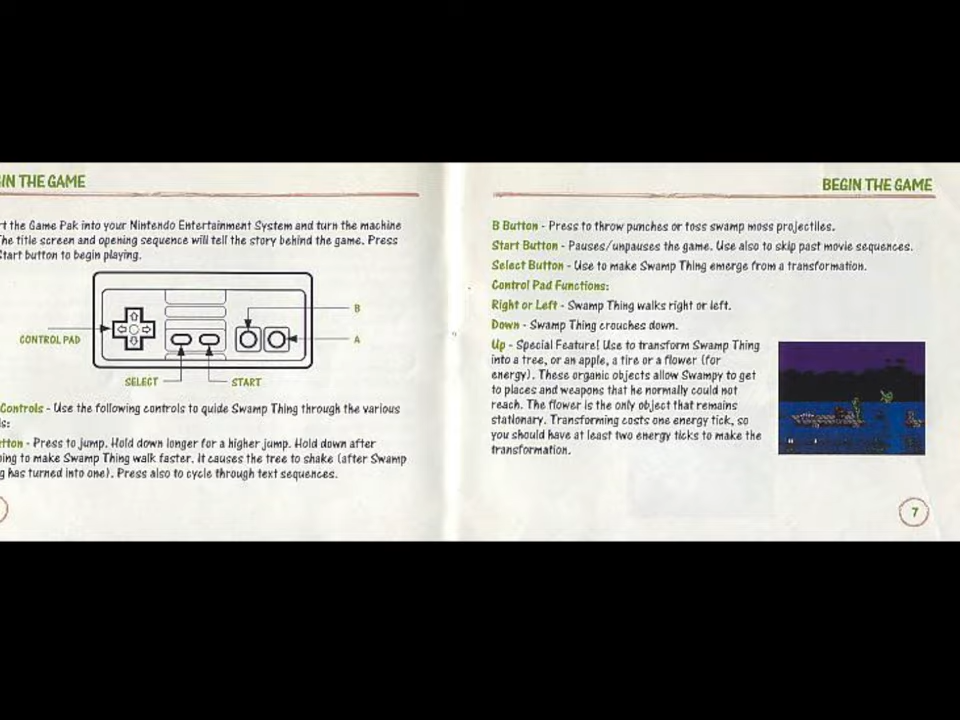 IN THE GAME
rt the Game Pak into your Nintendo Entertainment System and turn the machine
he title screen and opening sequence will tell the story behind the game. Press
tart button to begin playing.
B
CONTROL PAD
A
SELECT
START
Controls - Use the following controls to guide Swamp Thing through the various
s:
tton - Press to jump. Hold down longer for a higher jump. Hold down after
ing to make Swamp Thing walk faster. It causes the tree to shake (after Swamp
g has turned into one). Press also to cycle through text sequences.
BEGIN THE GAME
B Button - Press to throw punches or toss swamp moss projectiles.
Start Button - Pauses/unpauses the game. Use also to skip past movie sequences.
Select Button - Use to make Swamp Thing emerge from a transformation.
Control Pad Functions:
Right or Left - Swamp Thing walks right or left.
Down - Swamp Thing crouches down.
Up - Special Feature! Use to transform Swamp Thing
into a tree, or an apple, a tire or a flower (for
energy). These organic objects allow Swampy to get
to places and weapons that he normally could not
reach. The flower is the only object that remains
stationary. Transforming costs one energy tick, so
you should have at least two energy ticks to make the
transformation.
7